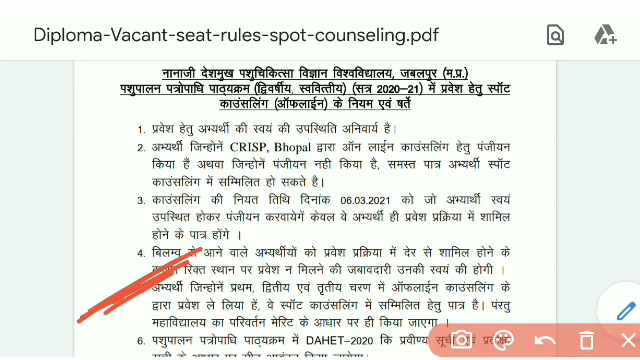 Diploma-Vacant-seat-rules-spot-counseling.pdf
नानाजी देशमुख पशुचिकित्सा विज्ञान विश्वविद्यालय, जबलपुर (म.प्र.)
पशुपालन पत्रोपाधि पाठ्यक्रम (द्विवर्षीय, स्ववित्तीय) (सत्र 2020–21) में प्रवेश हेतु स्पॉट
काउंसलिंग (ऑफलाईन) के नियम एवं षर्ते
1. प्रवेश हेतु अभ्यर्थी की स्वयं की उपस्थिति अनिवार्य है।
2. अभ्यर्थी जिन्होनें CRISP, Bhopal द्वारा ऑन लाईन काउंसलिंग हेतु पंजीयन
किया हैं अथवा जिन्होनें पंजीयन नही किया है, समस्त पात्र अभ्यर्थी स्पॉट
काउंसलिंग में सम्मिलित हो सकते है।
3. काउंसलिंग की नियत तिथि दिनांक 06.03.2021 को जो अभ्यार्थी स्वयं
उपस्थित होकर पंजीयन करवायेगें केवल वे अभ्यर्थी ही प्रवेश प्रक्रिया में शामिल
होने के पात्र होंगे ।
4. बिलम्ब से आने वाले अभ्यर्थीयों को प्रवेश प्रक्रिया में देर से शामिल होने के
रिक्त स्थान पर प्रवेश न मिलने की जबावदारी उनकी स्वयं की होगी ।
अभ्यर्थी जिन्होनें प्रथम, द्वितीय एवं तृतीय चरण में ऑफलाईन काउंसलिंग के
द्वारा प्रवेश ले लिया हैं, वे स्पॉट काउंसलिंग में सम्मिलित हेतु पात्र है। परंतु
महाविद्यालय का परिवर्तन मेरिट के आधार पर ही किया जाएगा ।
6. पशुपालन पत्रोपाधि पाठ्यक्रम में DAHET–2020 कि प्रवीण्य सूची